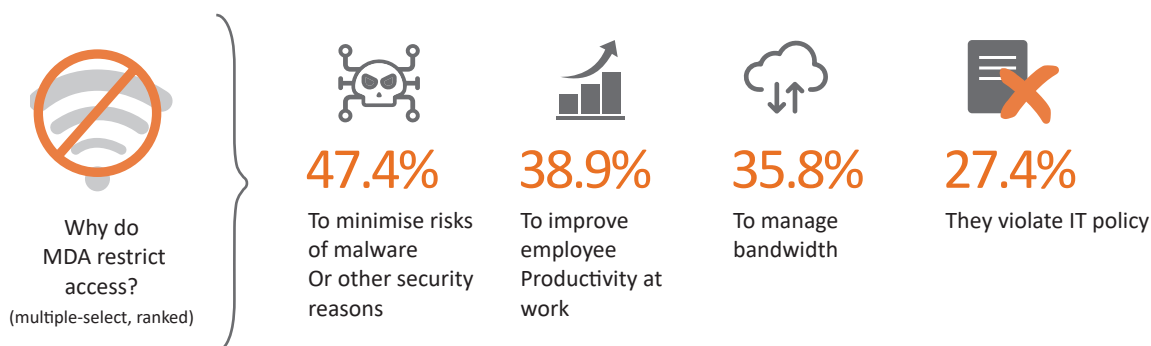 Why do
MDA restrict
access?
(multiple-select, ranked)
47.4%
To minimise risks
of malware
Or other security
reasons
38.9%
To improve
employee
Productivity at
work
35.8%
To manage
bandwidth
27.4%
They violate IT policy